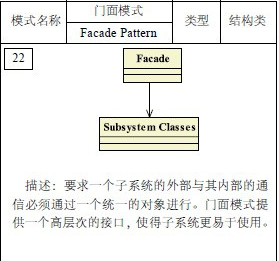 模式名称 门面模式 类型 结构类
Facade Pattern
22
Facade
Subsystem Classes
描述：要求一个子系统的外部与其内部的通
信必须通过一个统一的对象进行。门面模式提
供一个高层次的接口，使得子系统更易于使用。